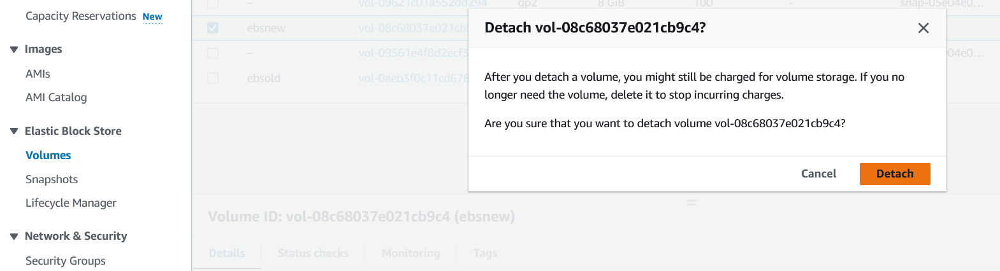 Capacity Reservations New
Images
AMIs
AMI Catalog
Elastic Block Store
Volumes
Snapshots
Lifecycle Manager
Network & Security
Security Groups
– vol-09621c01a552dd294 gp2 8 GiB 100 - snap-05e04e0...
ebsnew
– vol-09561e4f8d2ecf3 04e0...
ebsold vol-0aeb3f0c11cd678
Detach vol-08c68037e021cb9c4?
After you detach a volume, you might still be charged for volume storage. If you no
longer need the volume, delete it to stop incurring charges.
Are you sure that you want to detach volume vol-08c68037e021cb9c4?
Cancel Detach
Volume ID: vol-08c68037e021cb9c4 (ebsnew)
Details Status checks Monitoring Tags